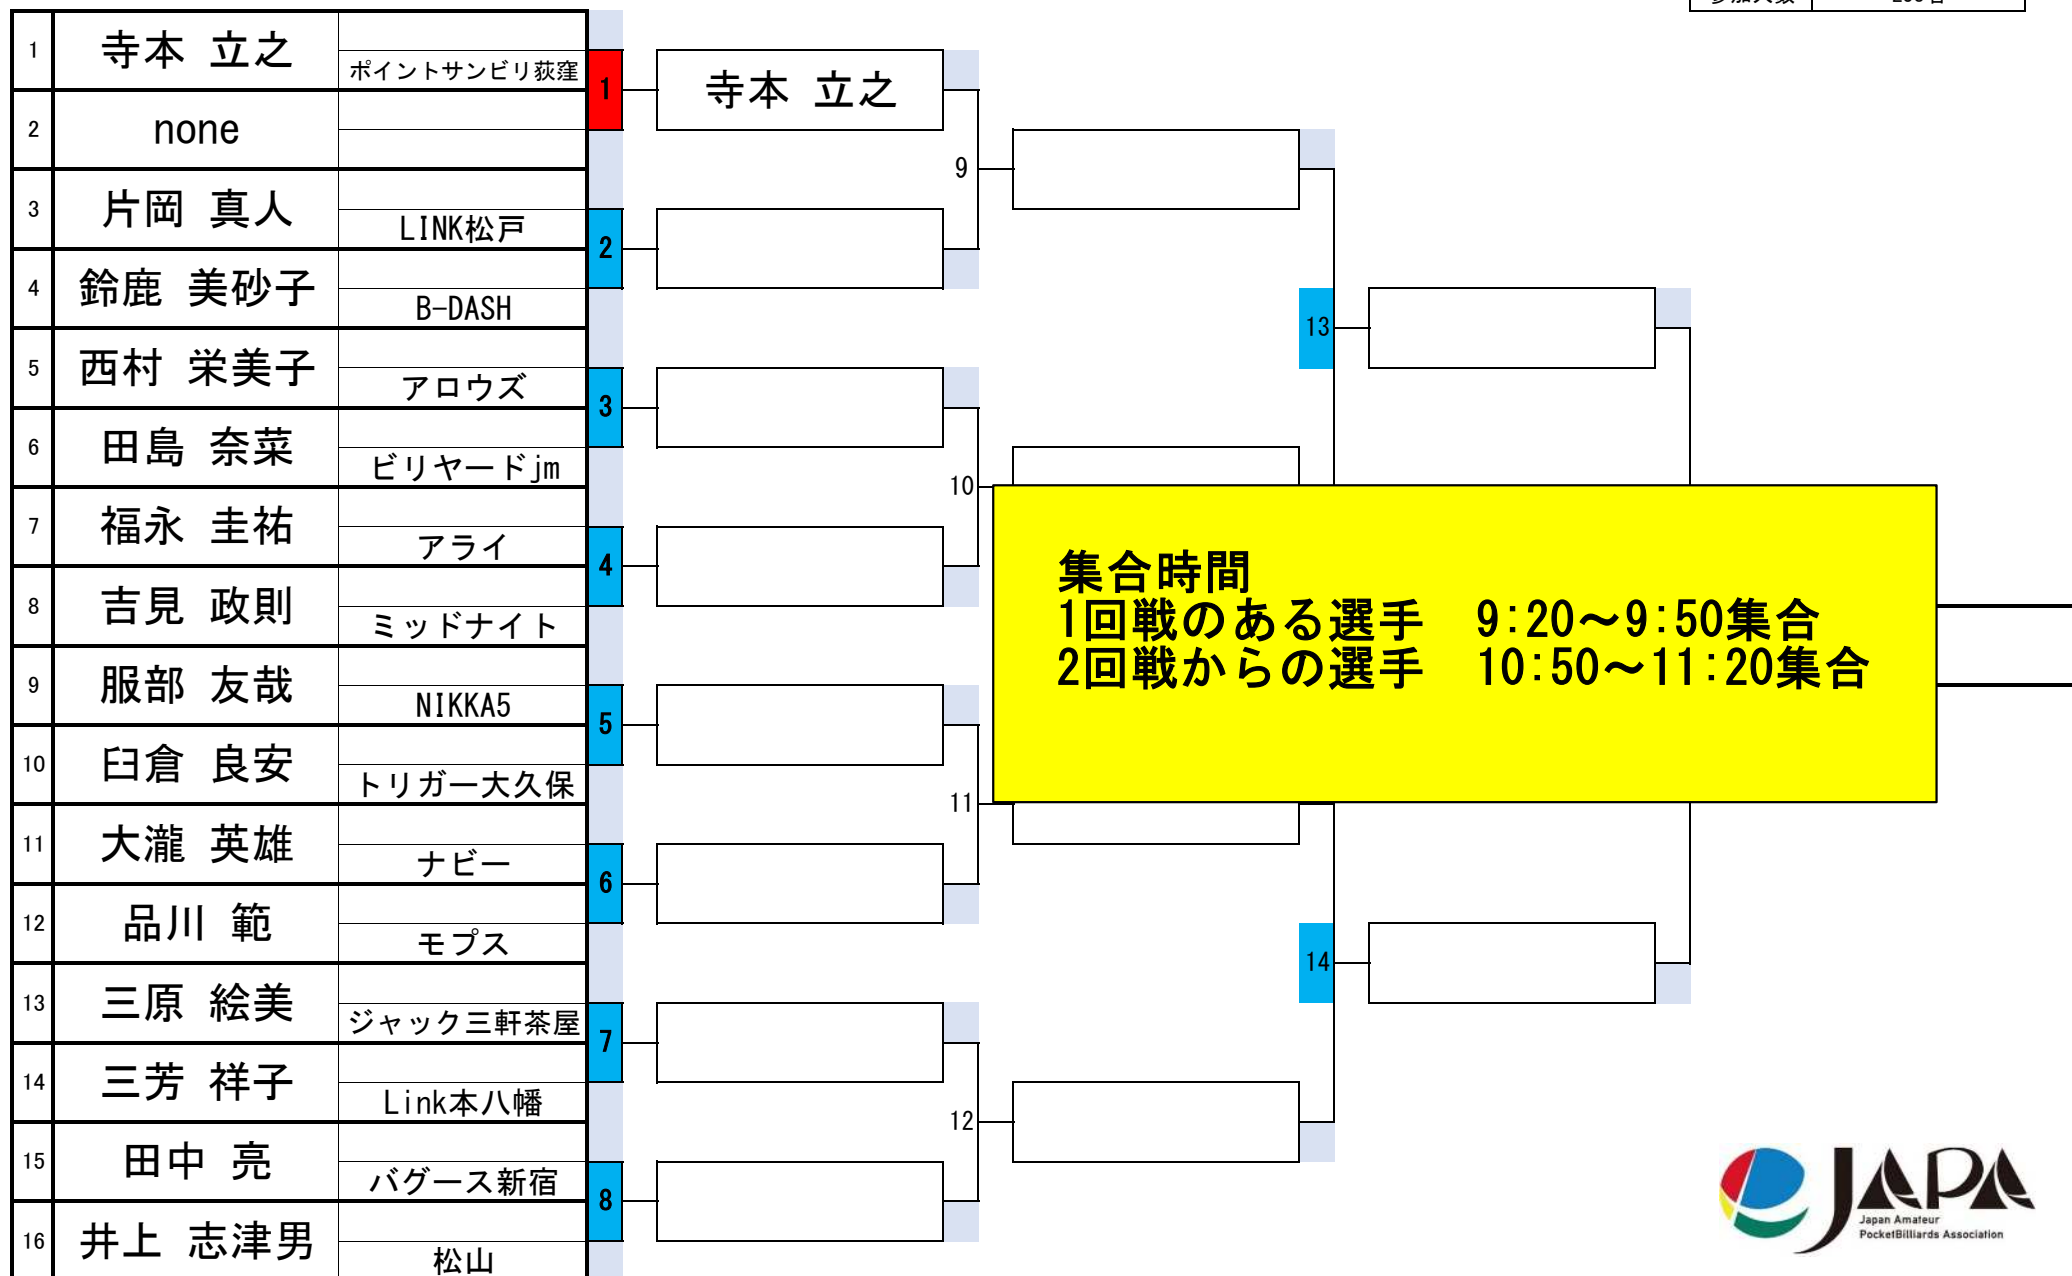 1 寺本 立之
ポイントサンビリ荻窪
2 none
3 片岡 真人
LINK松戸
4 鈴鹿 美砂子
B-DASH
5 西村 栄美子
アロウズ
6 田島 奈菜
ビリヤードjm
7 福永 圭祐
アライ
8 吉見 政則
ミッドナイト
9 服部 友哉
NIKKA5
10 臼倉 良安
トリガー大久保
11 大瀧 英雄
ナビー
12 品川 範
モプス
13 三原 絵美
ジャック三軒茶屋
14 三芳 祥子
Link本八幡
15 田中 亮
バグース新宿
16 井上 志津男
松山
1
2
3
4
5
6
7
8
寺本 立之
9
10
11
12
13
14
集合時間
1回戦のある選手 9:20～9:50集合
2回戦からの選手 10:50～11:20集合
JAPA
Japan Amateur
PocketBilliards Association